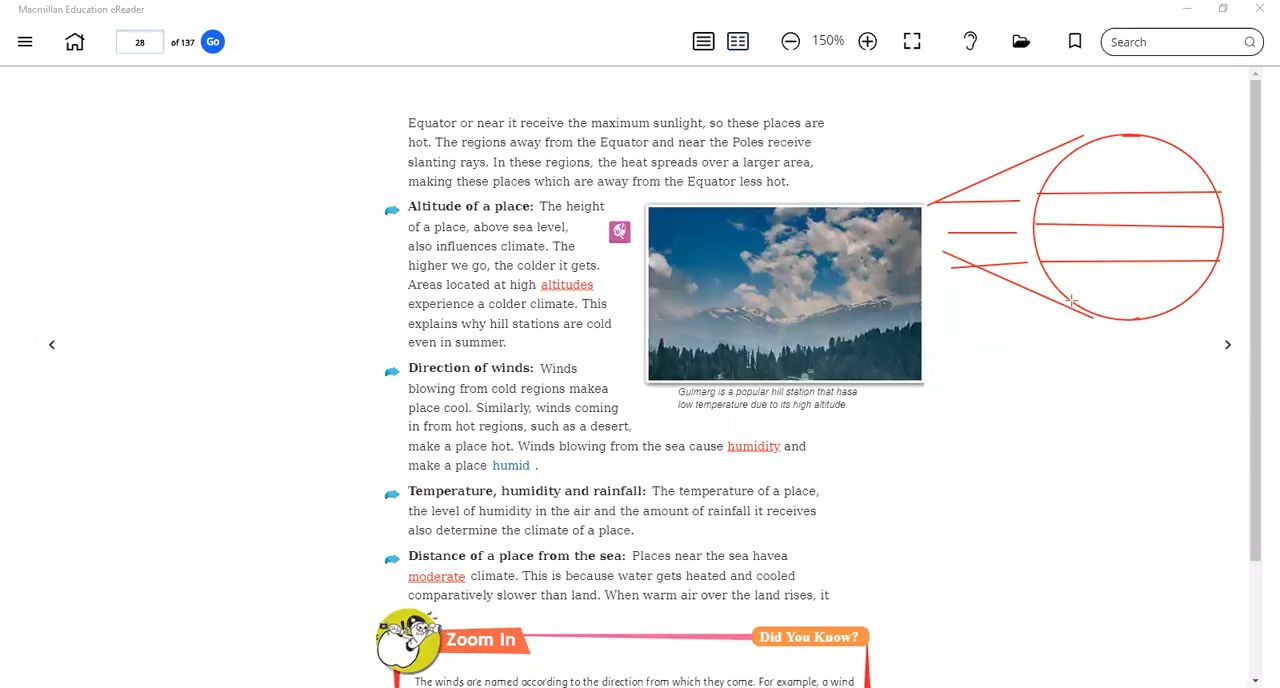 Macmillan Education eReader
28 of 137 Go
150%
Search
Equator or near it receive the maximum sunlight, so these places are
hot. The regions away from the Equator and near the Poles receive
slanting rays. In these regions, the heat spreads over a larger area,
making these places which are away from the Equator less hot.
Altitude of a place: The height
of a place, above sea level,
also influences climate. The
higher we go, the colder it gets.
Areas located at high altitudes
experience a colder climate. This
explains why hill stations are cold
even in summer.
Gulmarg is a popular hill station that hasa
low temperature due to its high altitude.
Direction of winds: Winds
blowing from cold regions makea
place cool. Similarly, winds coming
in from hot regions, such as a desert,
make a place hot. Winds blowing from the sea cause humidity and
make a place humid .
Temperature, humidity and rainfall: The temperature of a place,
the level of humidity in the air and the amount of rainfall it receives
also determine the climate of a place.
Distance of a place from the sea: Places near the sea havea
moderate climate. This is because water gets heated and cooled
comparatively slower than land. When warm air over the land rises, it
Zoom In
Did You Know?
The winds are named according to the direction from which they come. For example, a wind